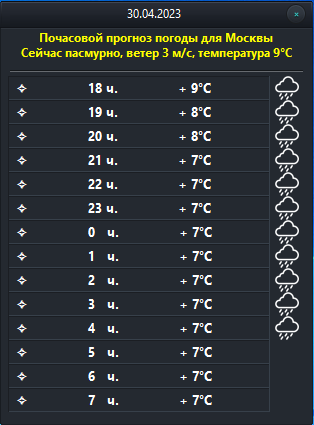 30.04.2023
Почасовой прогноз погоды для Москвы
Сейчас пасмурно, ветер 3 м/с, температура 9°C
18 ч. + 9°C
19 ч. + 8°C
20 ч. + 8°C
21 ч. + 7°C
22 ч. + 7°C
23 ч. + 7°C
0 ч. + 7°C
1 ч. + 7°C
2 ч. + 7°C
3 ч. + 7°C
4 ч. + 7°C
5 ч. + 7°C
6 ч. + 7°C
7 ч. + 7°C